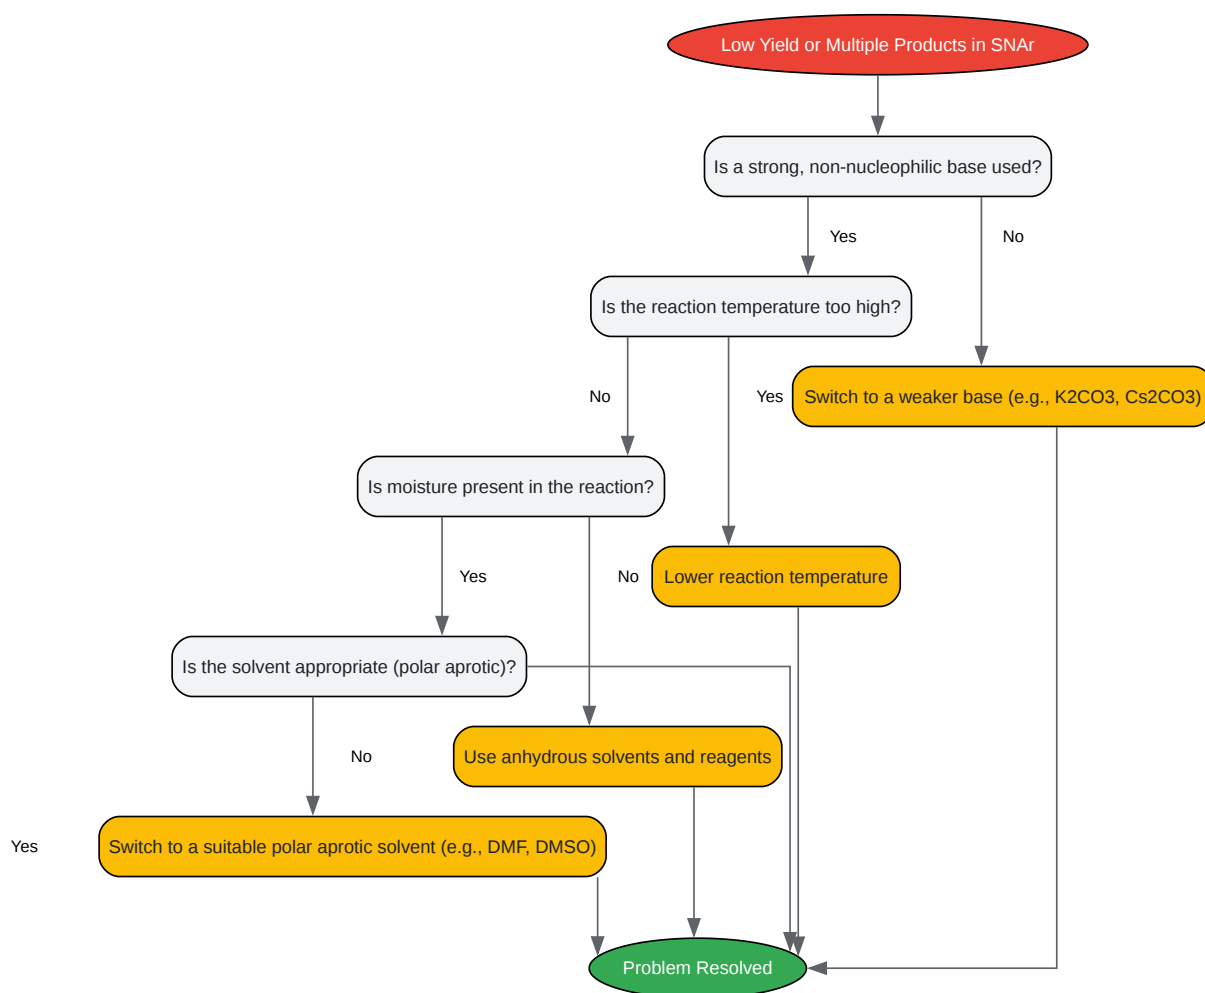 Low Yield or Multiple Products in SNAr
Is a strong, non-nucleophilic base used?
Yes
No
Is the reaction temperature too high?
No
Yes
Switch to a weaker base (e.g., K2CO3, Cs2CO3)
Is moisture present in the reaction?
Yes
No
Lower reaction temperature
Is the solvent appropriate (polar aprotic)?
No
Use anhydrous solvents and reagents
Yes
Switch to a suitable polar aprotic solvent (e.g., DMF, DMSO)
Problem Resolved